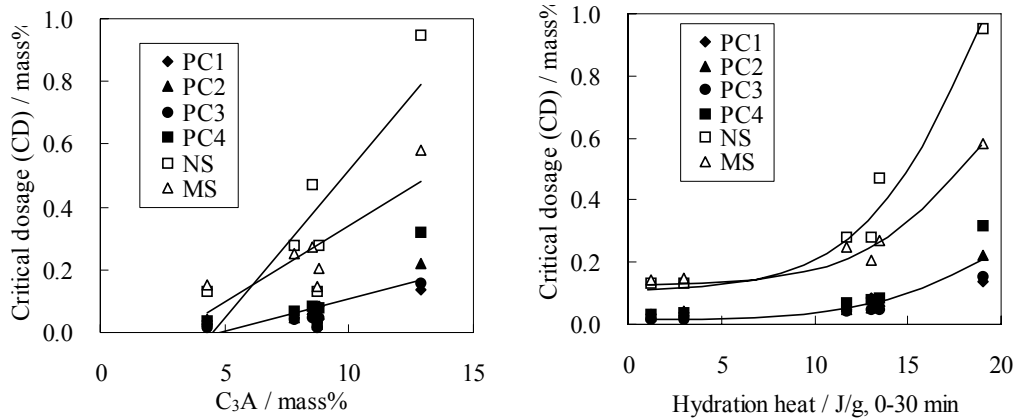 Critical dosage (CD) / mass%
1.0
0.8
0.6
0.4
0.2
0.0
PC1
PC2
PC3
PC4
NS
MS
0 5 10 15
C₃A / mass%
Critical dosage (CD) / mass%
1.0
0.8
0.6
0.4
0.2
0.0
PC1
PC2
PC3
PC4
NS
MS
0 5 10 15 20
Hydration heat / J/g, 0-30 min